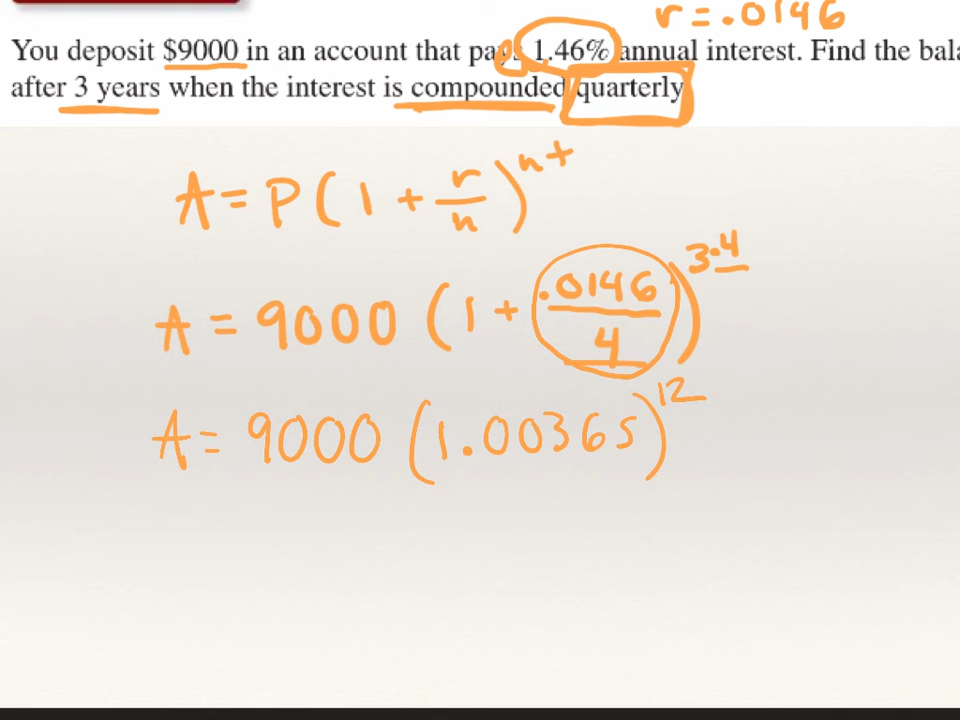 r = .0146
You deposit $9000 in an account that pays 1.46% annual interest. Find the bala
after 3 years when the interest is compounded quarterly
A = P(1 + r/n)^nt
A = 9000 (1 + .0146/4)^3·4
A = 9000 (1.00365)^12